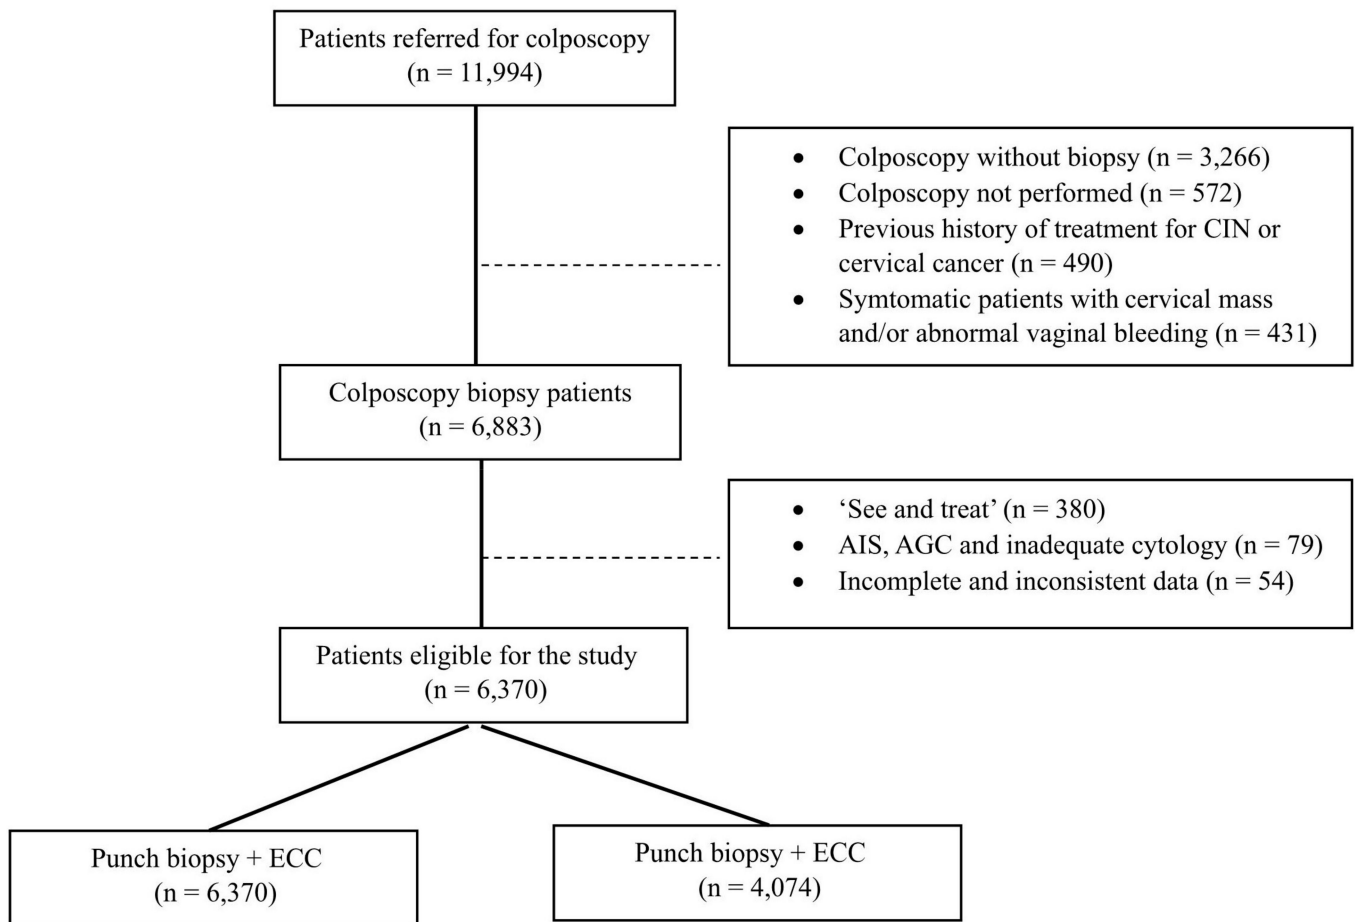 Patients referred for colposcopy
(n = 11,994)
• Colposcopy without biopsy (n = 3,266)
• Colposcopy not performed (n = 572)
• Previous history of treatment for CIN or
cervical cancer (n = 490)
• Symtomatic patients with cervical mass
and/or abnormal vaginal bleeding (n = 431)
Colposcopy biopsy patients
(n = 6,883)
• ‘See and treat’ (n = 380)
• AIS, AGC and inadequate cytology (n = 79)
• Incomplete and inconsistent data (n = 54)
Patients eligible for the study
(n = 6,370)
Punch biopsy + ECC
(n = 6,370)
Punch biopsy + ECC
(n = 4,074)